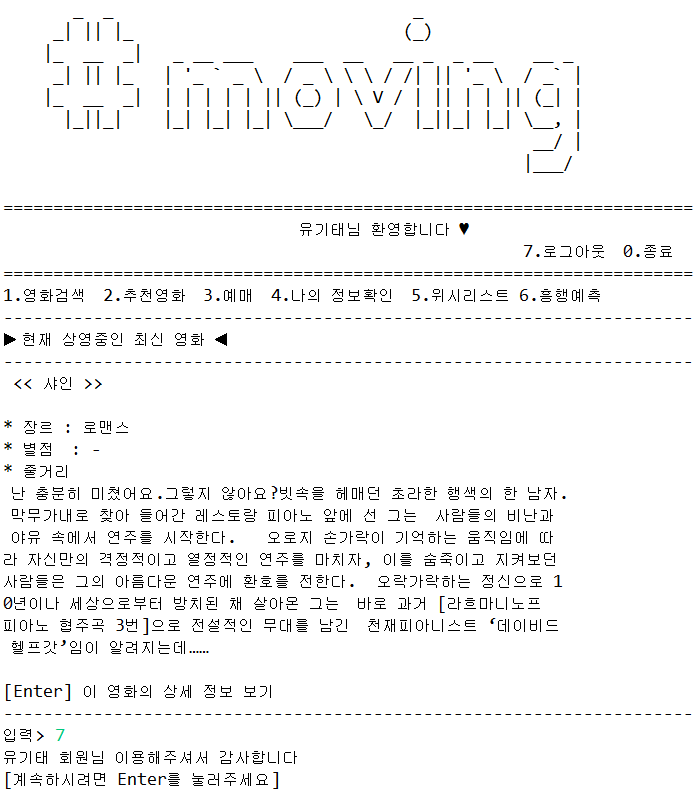 #moving
======================================================================
유기태님 환영합니다 ♥
7.로그아웃  0.종료
======================================================================
1.영화검색  2.추천영화  3.예매  4.나의 정보확인  5.위시리스트 6.흥행예측
----------------------------------------------------------------------
▶현재 상영중인 최신 영화 ◀
----------------------------------------------------------------------
<< 샤인 >>
* 장르 : 로맨스
* 별점  : -
* 줄거리
난 충분히 미쳤어요.그렇지 않아요?빗속을 헤매던 초라한 행색의 한 남자.
막무가내로 찾아 들어간 레스토랑 피아노 앞에 선 그는  사람들의 비난과
야유 속에서 연주를 시작한다.   오로지 손가락이 기억하는 움직임에 따
라 자신만의 격정적이고 열정적인 연주를 마치자, 이를 숨죽이고 지켜보던
사람들은 그의 아름다운 연주에 환호를 전한다.  오락가락하는 정신으로 1
0년이나 세상으로부터 방치된 채 살아온 그는  바로 과거 [라흐마니노프
피아노 협주곡 3번]으로 전설적인 무대를 남긴  천재피아니스트 ‘데이비드
헬프갓’임이 알려지는데……
[Enter] 이 영화의 상세 정보 보기
----------------------------------------------------------------------
입력> 7
유기태 회원님 이용해주셔서 감사합니다
[계속하시려면 Enter를 눌러주세요]